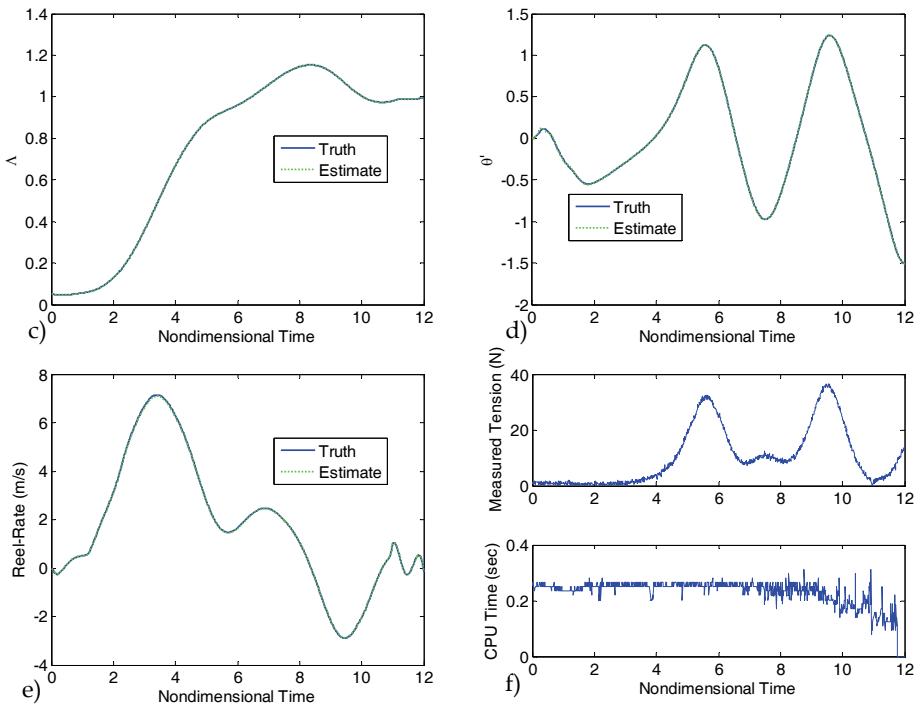 1.4
1.2
1
0.8
0.6
0.4
0.2
0
Λ
Truth
Estimate
0 2 4 6 8 10 12
Nondimensional Time
c)
1.5
1
0.5
0
-0.5
-1
-1.5
-2
θ'
Truth
Estimate
0 2 4 6 8 10 12
Nondimensional Time
d)
8
6
4
2
0
-2
-4
Reel-Rate (m/s)
Truth
Estimate
0 2 4 6 8 10 12
Nondimensional Time
e)
40
20
0
Measured Tension (N)
0 2 4 6 8 10 12
0.4
0.2
0
CPU Time (sec)
0 2 4 6 8 10 12
Nondimensional Time
f)